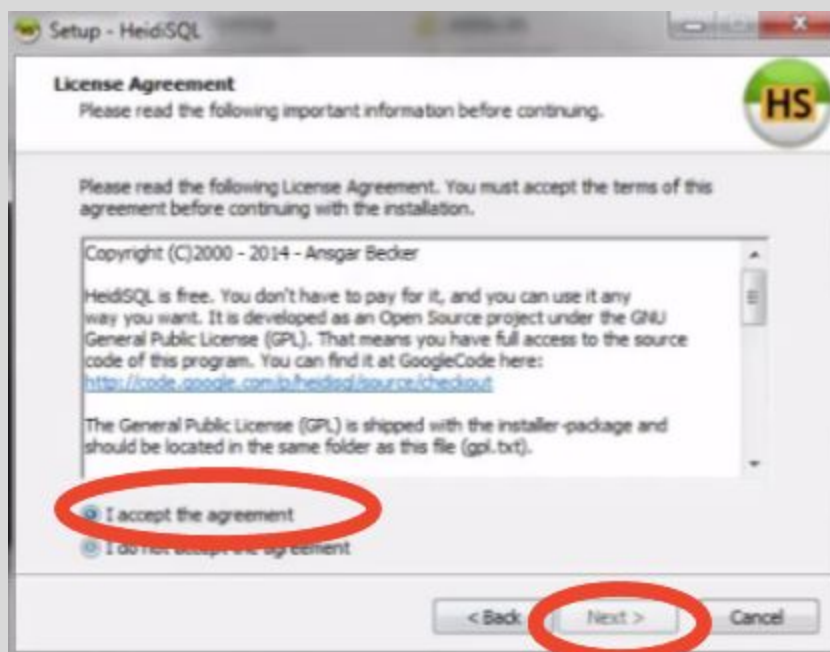 Setup - HeidiSQL
License Agreement
Please read the following important information before continuing.
HS
Please read the following License Agreement. You must accept the terms of this
agreement before continuing with the installation.
Copyright (C)2000 - 2014 - Ansgar Becker
HeidiSQL is free. You don't have to pay for it, and you can use it any
way you want. It is developed as an Open Source project under the GNU
General Public License (GPL). That means you have full access to the source
code of this program. You can find it at GoogleCode here:
http://code.google.com/p/heidisql/source/checkout
The General Public License (GPL) is shipped with the installer-package and
should be located in the same folder as this file (gpl.txt).
I accept the agreement
I do not accept the agreement
< Back
Next >
Cancel